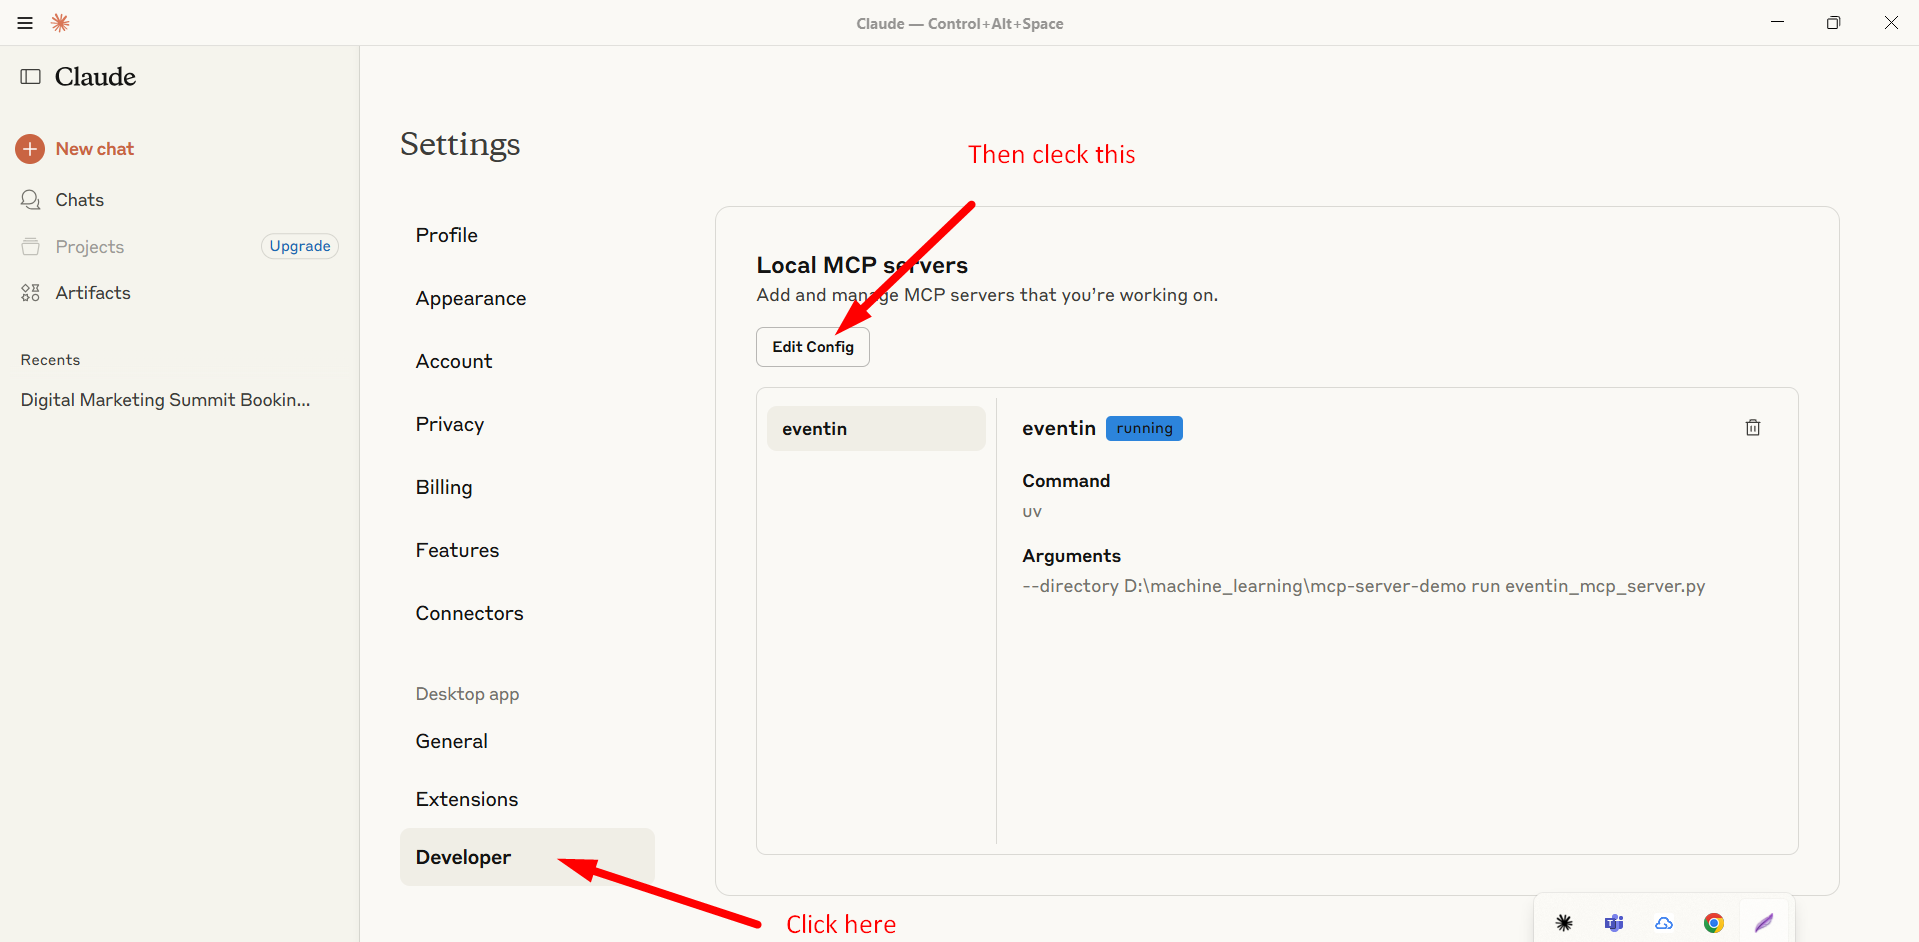 Claude — Control+Alt+Space
Claude
New chat
Chats
Projects
Upgrade
Artifacts
Recents
Digital Marketing Summit Bookin...
Settings
Profile
Appearance
Account
Privacy
Billing
Features
Connectors
Desktop app
General
Extensions
Developer
Click here
Then cleck this
Local MCP servers
Add and manage MCP servers that you’re working on.
Edit Config
eventin
eventin running
Command
uv
Arguments
--directory D:\machine_learning\mcp-server-demo run eventin_mcp_server.py